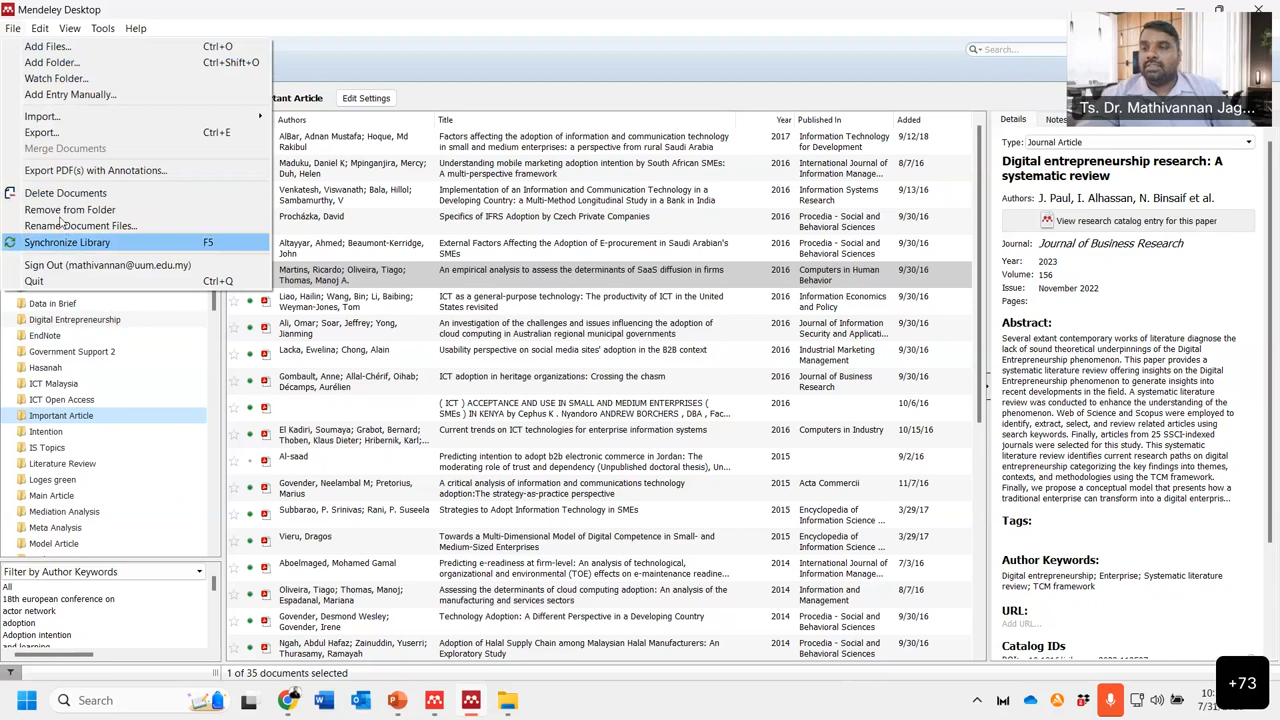 Mendeley Desktop
File Edit View Tools Help
Add Files... Ctrl+O
Add Folder... Ctrl+Shift+O
Watch Folder...
Add Entry Manually...
Import...
Export... Ctrl+E
Merge Documents
Export PDF(s) with Annotations...
Delete Documents
Remove from Folder
Rename Document Files...
Synchronize Library F5
Sign Out (mathivannan@uum.edu.my)
Quit Ctrl+Q
Data in Brief
Digital Entrepreneurship
EndNote
Government Support 2
Hasanah
ICT Malaysia
ICT Open Access
Important Article
Intention
IS Topics
Literature Review
Loges green
Main Article
Mediation Analysis
Meta Analysis
Model Article
Filter by Author Keywords
All
18th european conference on
actor network
adoption
Adoption intention
and learning
Search...
Ts. Dr. Mathivannan Jag...
tant Article Edit Settings
Authors Title Year Published In Added
AlBar, Adnan Mustafa; Hoque, Md Factors affecting the adoption of information and communication technology 2017 Information Technology 9/12/18
Rakibul in small and medium enterprises: a perspective from rural Saudi Arabia for Development
Maduku, Daniel K; Mpinganjira, Mercy; Understanding mobile marketing adoption intention by South African SMEs: 2016 International Journal of 8/7/16
Duh, Helen A multi-perspective framework Information Manageme...
Venkatesh, Viswanath; Bala, Hillol; Implementation of an Information and Communication Technology in a 2016 Information Systems 9/13/16
Sambamurthy, V Developing Country: A Multimethod Longitudinal Study in a Bank in India Research
Procházka, David Specifics of IFRS Adoption by Czech Private Companies 2016 Procedia - Social and 9/30/16
Behavioral Sciences
Altayyar, Ahmed; Beaumont-Kerridge, External Factors Affecting the Adoption of E-procurement in Saudi Arabian's 2016 Procedia - Social and 9/30/16
John SMEs Behavioral Sciences
Martins, Ricardo; Oliveira, Tiago; An empirical analysis to assess the determinants of SaaS diffusion in firms 2016 Computers in Human 9/30/16
Thomas, Manoj A. Behavior
Liao, Hailin; Wang, Bin; Li, Baibing; ICT as a general-purpose technology: The productivity of ICT in the United 2016 Information Economics 9/30/16
Weyman-Jones, Tom States revisited and Policy
Ali, Omar; Soar, Jeffrey; Yong, An investigation of the challenges and issues influencing the adoption of 2016 Journal of Information 9/30/16
Jianming cloud computing in Australian regional municipal governments Security and Applicati...
Lacka, Ewelina; Chong, Alain Usability perspective on social media sites' adoption in the B2B context 2016 Industrial Marketing 9/30/16
Management
Gombault, Anne; Allal-Chérif, Oihab; ICT adoption in heritage organizations: Crossing the chasm 2016 Journal of Business 9/30/16
Décamps, Aurélien Research
( ICT ) ACCEPTANCE AND USE IN SMALL AND MEDIUM ENTERPRISES ( 2016 10/6/16
SMEs ) IN KENYA by Cephus K . Nyandoro ANDREW BORCHERS , DBA , Fac...
El Kadiri, Soumaya; Grabot, Bernard; Current trends on ICT technologies for enterprise information systems 2016 Computers in Industry 10/15/16
Thoben, Klaus Dieter; Hribernik, Karl;...
Al-saad Predicting intention to adopt b2b electronic commerce in Jordan: The 2016 9/2/16
moderating role of trust and dependency (Unpublished doctoral thesis), Un...
Govender, Neelambal M; Pretorius, A critical analysis of information and communications technology 2015 Acta Commercii 11/7/16
Marius adoption:The strategy-as-practice perspective
Subbarao, P. Srinivas; Rani, P. Suseela Strategies to Adopt Information Technology in SMEs 2015 Encyclopedia of 3/29/17
Information Science ...
Vieru, Dragos Towards a Multi-Dimensional Model of Digital Competence in Small- and 2015 Encyclopedia of 3/29/17
Medium-Sized Enterprises Information Science ...
Aboelmaged, Mohamed Gamal Predicting e-readiness at firm-level: An analysis of technological, 2014 International Journal of 7/3/16
organizational and environmental (TOE) effects on e-maintenance readine... Information Manageme...
Oliveira, Tiago; Thomas, Manoj; Assessing the determinants of cloud computing adoption: An analysis of the 2014 Information and 8/7/16
Espadanal, Mariana manufacturing and services sectors Management
Govender, Desmond Wesley; Technology Adoption: A Different Perspective in a Developing Country 2014 Procedia - Social and 9/30/16
Govender, Irene Behavioral Sciences
Ngah, Abdul Hafaz; Zainuddin, Yuserri; Adoption of Halal Supply Chain among Malaysian Halal Manufacturers: An 2014 Procedia - Social and 9/30/16
Thurasamy, Ramayah Exploratory Study Behavioral Sciences
1 of 35 documents selected
Details Notes
Type: Journal Article
Digital entrepreneurship research: A
systematic review
Authors: J. Paul, I. Alhassan, N. Binsaif et al.
View research catalog entry for this paper
Journal: Journal of Business Research
Year: 2023
Volume: 156
Issue: November 2022
Pages:
Abstract:
Several extant contemporary works of literature diagnose the
lack of sound theoretical underpinnings of the Digital
Entrepreneurship phenomenon. This paper provides a
systematic literature review offering insights on the Digital
Entrepreneurship phenomenon to generate insights into
recent developments in the field. A systematic literature
review was conducted to enhance the understanding of the
phenomenon. Web of Science and Scopus were employed to
identify, extract, select, and review related articles using
search keywords. Finally, articles from 25 SSCI-indexed
journals were selected for this study. This systematic
literature review identifies current research paths on digital
entrepreneurship categorizing the key findings into themes,
contexts, and methodologies using the TCM framework.
Finally, we propose a conceptual model that presents how a
traditional enterprise can transform into a digital enterpris...
Tags:
Author Keywords:
Digital entrepreneurship; Enterprise; Systematic literature
review; TCM framework
URL:
Add URL...
Catalog IDs
+73
Search
10:
7/31/